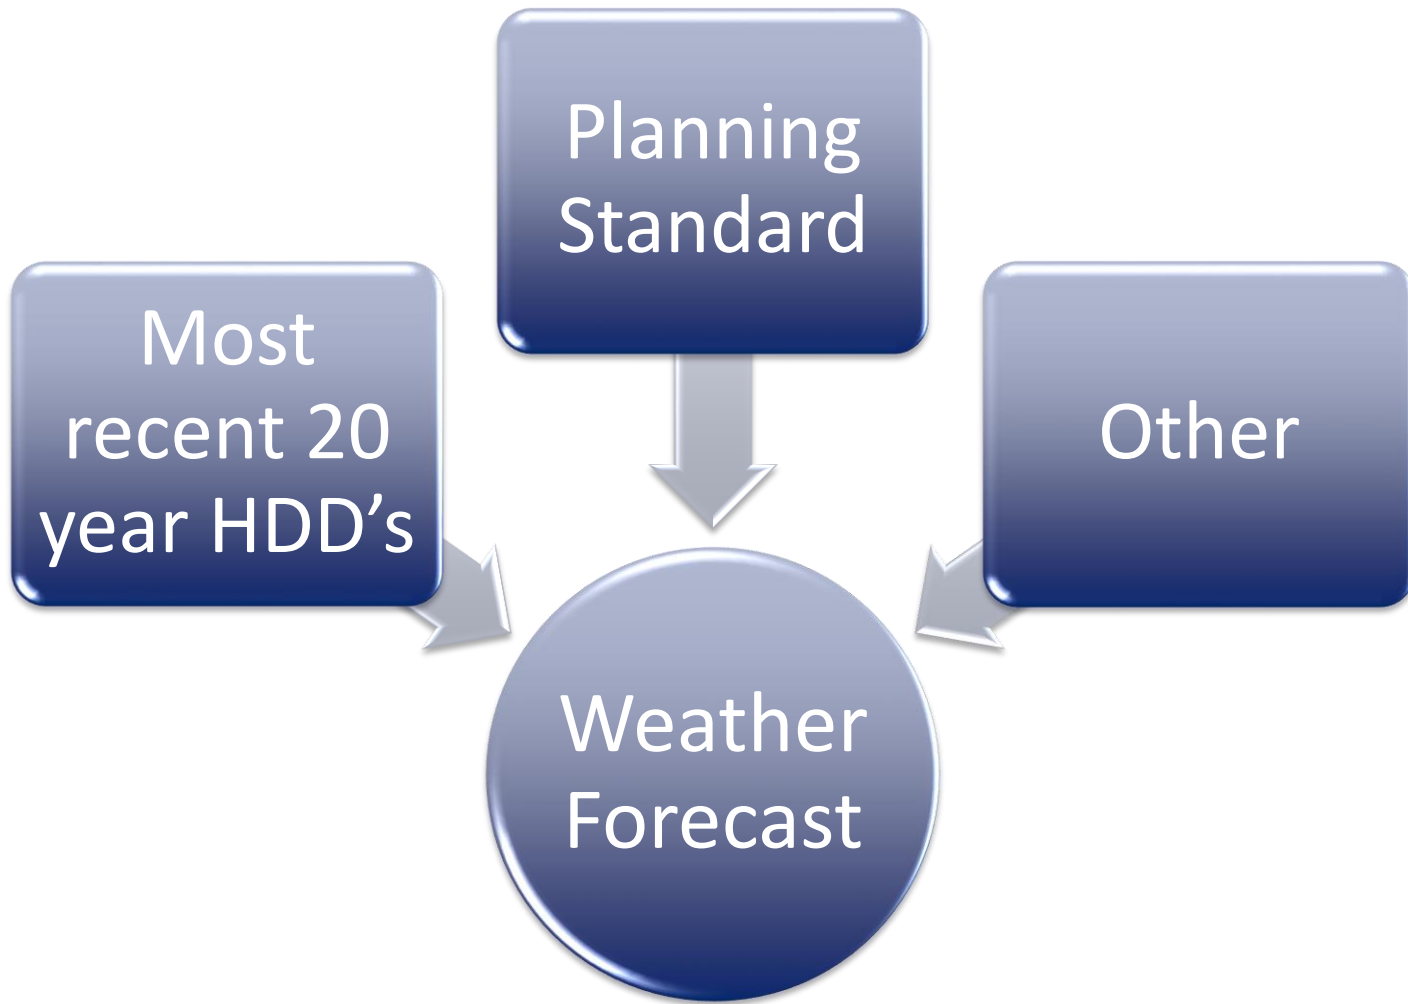 Planning
Standard
Most
recent 20
year HDD’s
Other
Weather
Forecast